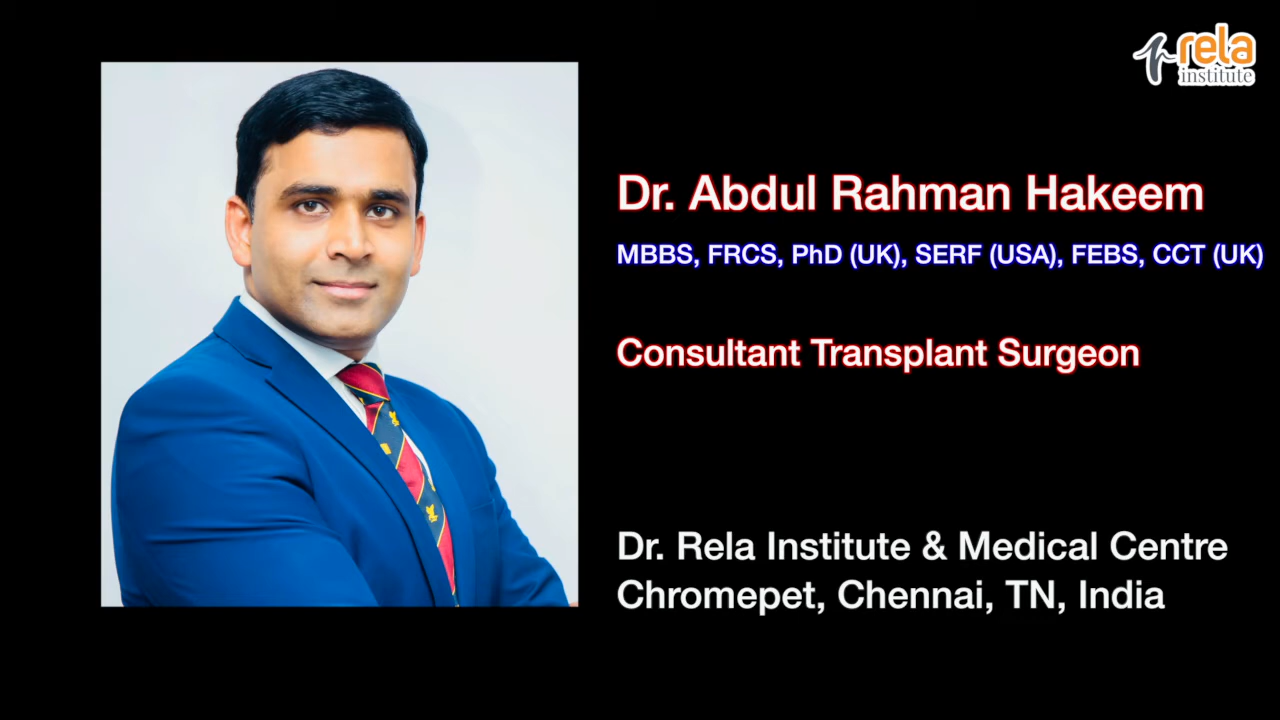 rela
institute
Dr. Abdul Rahman Hakeem
MBBS, FRCS, PhD (UK), SERF (USA), FEBS, CCT (UK)
Consultant Transplant Surgeon
Dr. Rela Institute & Medical Centre
Chromepet, Chennai, TN, India